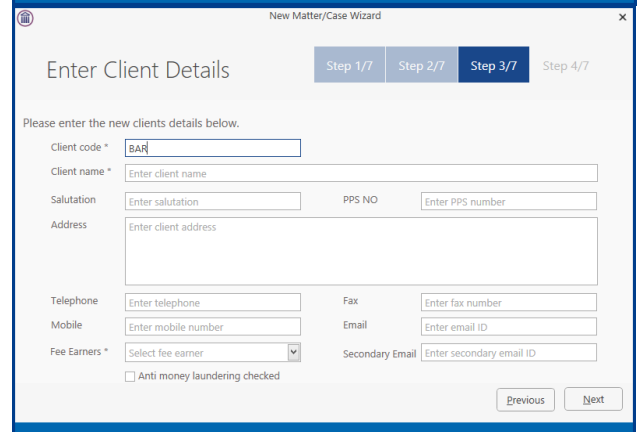 New Matter/Case Wizard
Enter Client Details
Step 1/7 Step 2/7 Step 3/7 Step 4/7
Please enter the new clients details below.
Client code * BAR
Client name * Enter client name
Salutation Enter salutation PPS NO Enter PPS number
Address Enter client address
Telephone Enter telephone Fax Enter fax number
Mobile Enter mobile number Email Enter email ID
Fee Earners * Select fee earner Secondary Email Enter secondary email ID
Anti money laundering checked
Previous Next